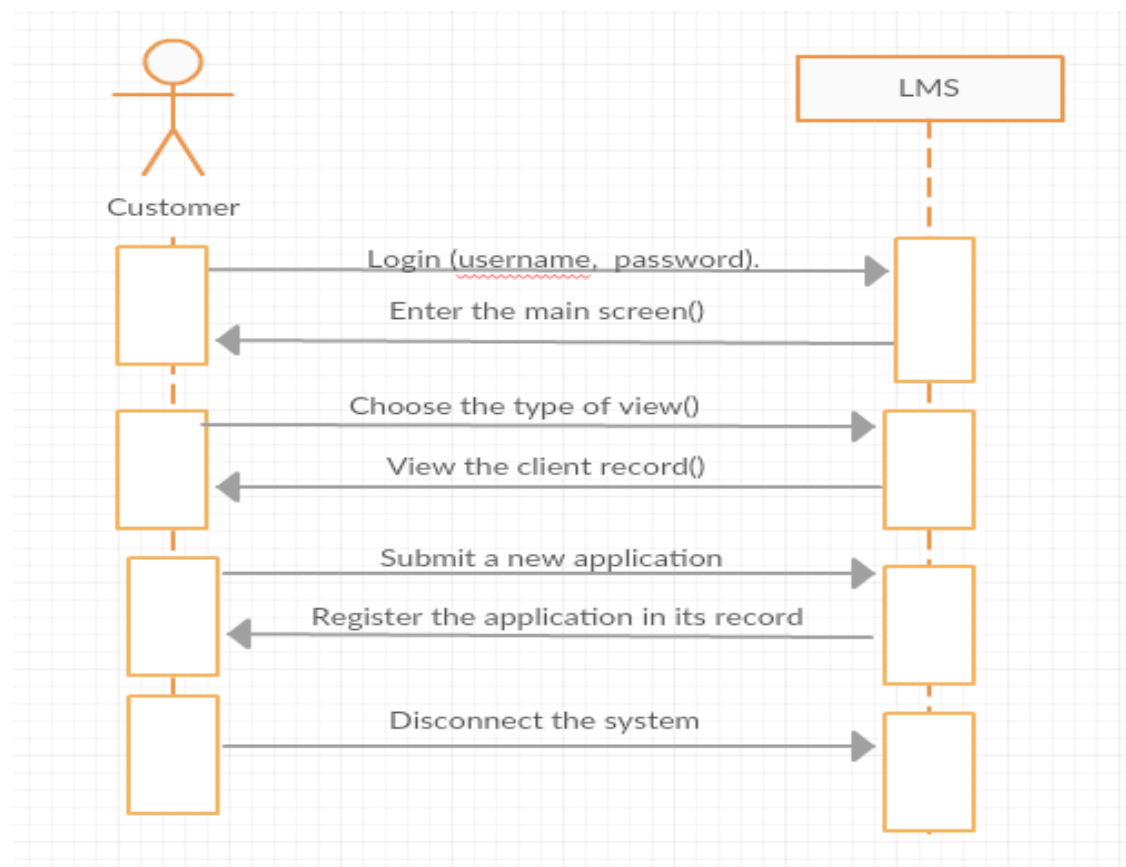 LMS
Customer
Login (username, password).
Enter the main screen()
Choose the type of view()
View the client record()
Submit a new application
Register the application in its record
Disconnect the system